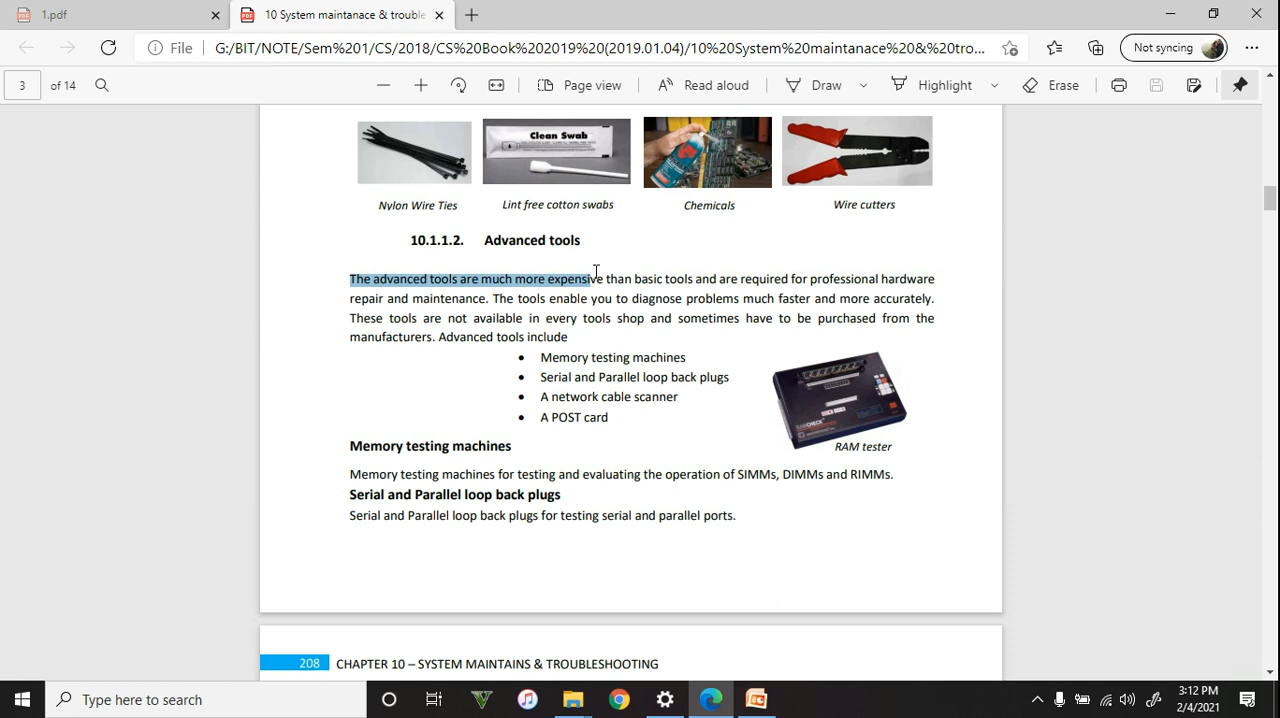 1.pdf
10 System maintanace & trouble
File
G:/BIT/NOTE/Sem%201/CS/2018/CS%20Book%202019%20(2019.01.04)/10%20System%20maintanace%20&%20tro...
Not syncing
3 of 14
Page view
Read aloud
Draw
Highlight
Erase
Clean Swab
Nylon Wire Ties
Lint free cotton swabs
Chemicals
Wire cutters
10.1.1.2. Advanced tools
The advanced tools are much more expensive than basic tools and are required for professional hardware
repair and maintenance. The tools enable you to diagnose problems much faster and more accurately.
These tools are not available in every tools shop and sometimes have to be purchased from the
manufacturers. Advanced tools include
• Memory testing machines
• Serial and Parallel loop back plugs
• A network cable scanner
• A POST card
RAM tester
Memory testing machines
Memory testing machines for testing and evaluating the operation of SIMMs, DIMMs and RIMMs.
Serial and Parallel loop back plugs
Serial and Parallel loop back plugs for testing serial and parallel ports.
208 CHAPTER 10 – SYSTEM MAINTAINS & TROUBLESHOOTING
Type here to search
3:12 PM
2/4/2021